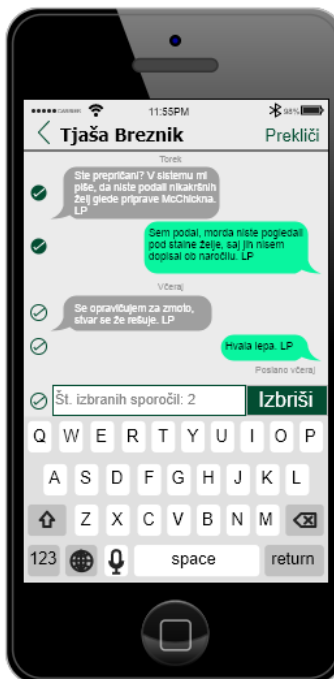 CARRIER 11:55PM 98%
Tjaša Breznik Prekliči
Torek
Ste prepričani? V sistemu mi
piše, da niste podali nikakršnih
želj glede priprave McChickna.
LP
Sem podal, morda niste pogledali
pod stalne želje, saj jih nisem
dopisal ob naročilu. LP
Včeraj
Se opravičujem za zmoto,
stvar se že rešuje. LP
Hvala lepa. LP
Poslano včeraj
Št. izbranih sporočil: 2 Izbriši
Q W E R T Y U I O P
A S D F G H J K L
Z X C V B N M
123 space return